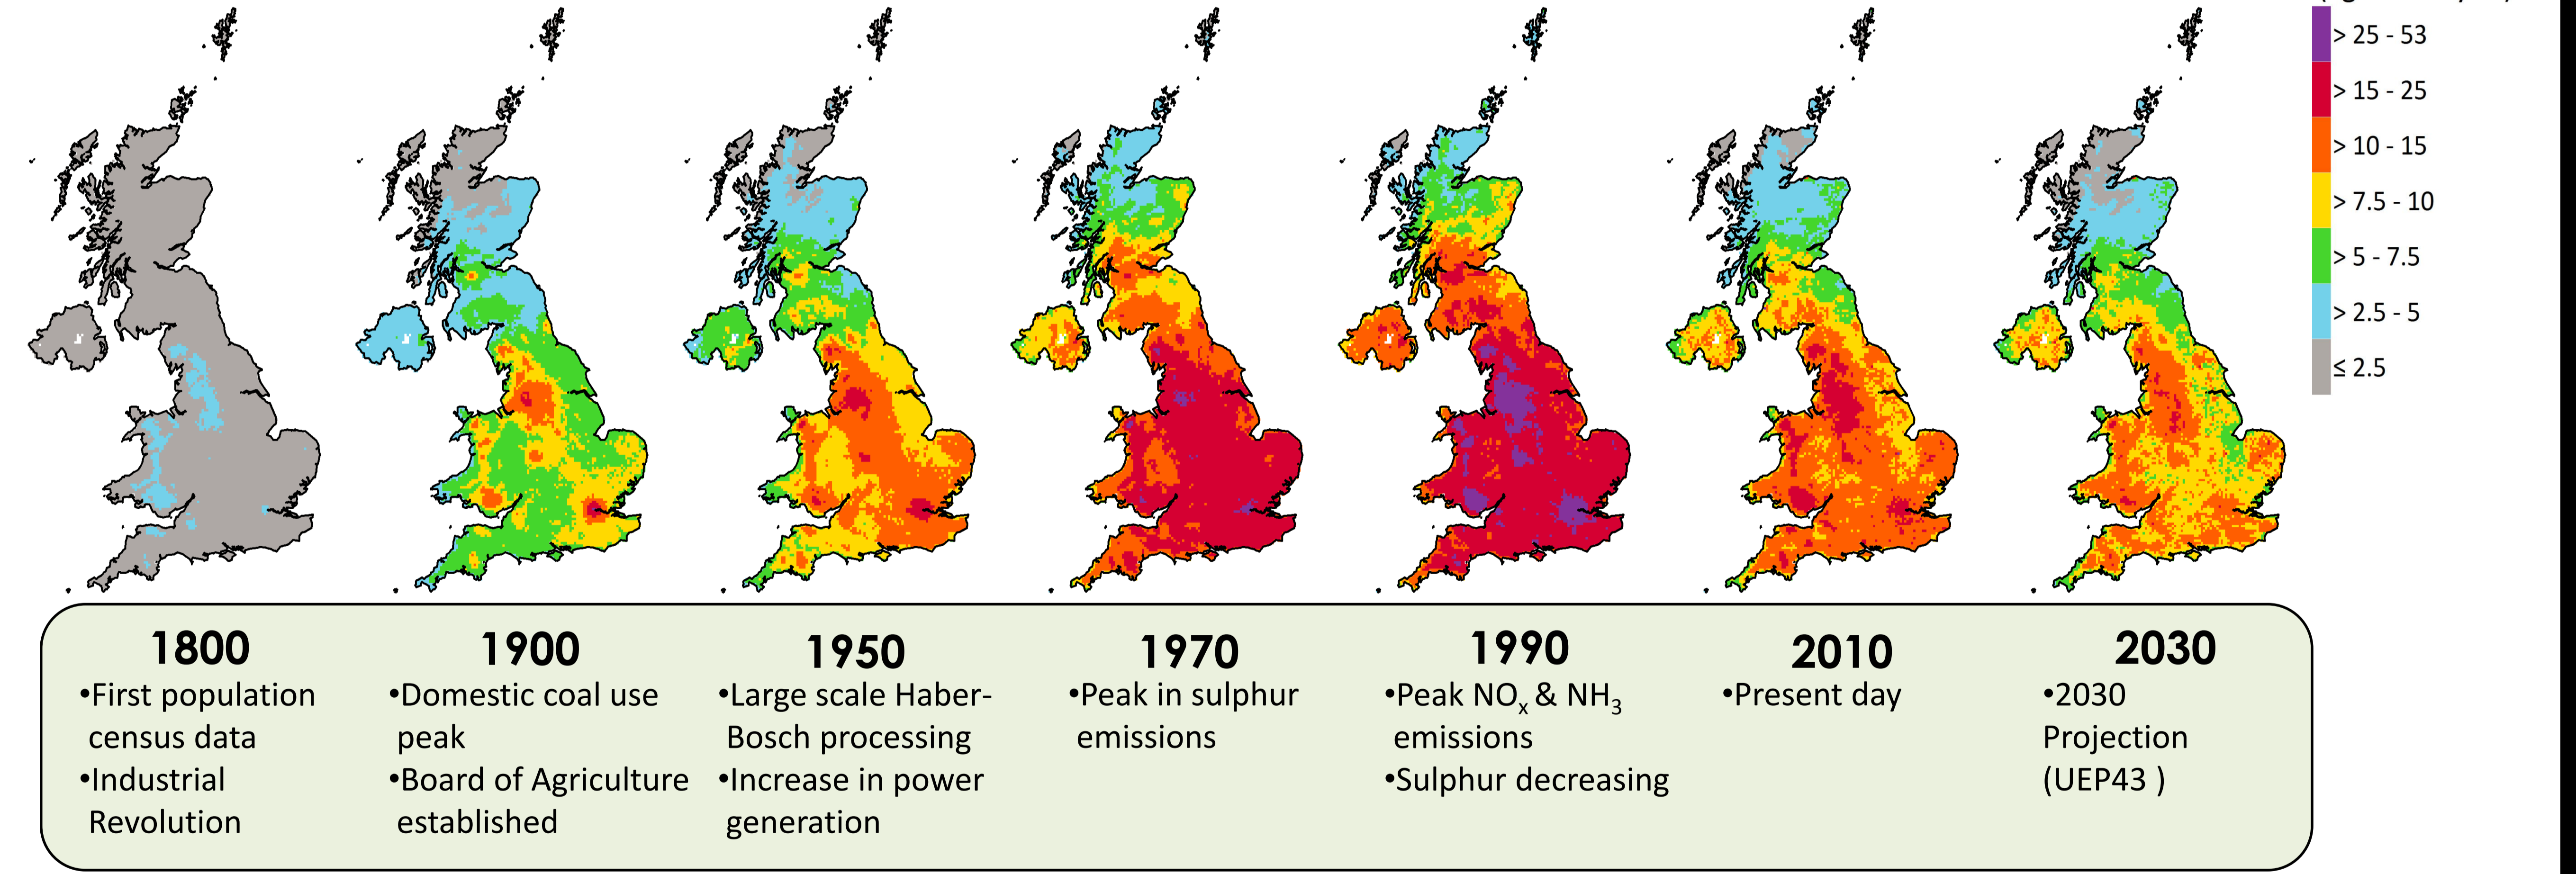 > 25 - 53
> 15 - 25
> 10 - 15
> 7.5 - 10
> 5 - 7.5
> 2.5 - 5
≤ 2.5
1800
•First population
census data
•Industrial
Revolution
1900
•Domestic coal use
peak
•Board of Agriculture
established
1950
•Large scale Haber-
Bosch processing
•Increase in power
generation
1970
•Peak in sulphur
emissions
1990
•Peak NOx & NH3
emissions
•Sulphur decreasing
2010
•Present day
2030
•2030
Projection
(UEP43 )